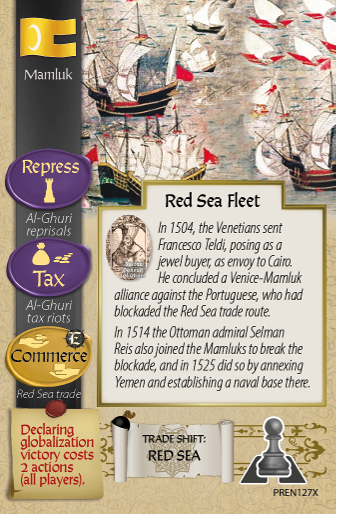 Mamluk
Repress
Al-Ghuri
reprisals
Tax
Al-Ghuri
tax riots
E
Commerce
Red Sea trade
Declaring
globalization
victory costs
2 actions
(all players).
Red Sea Fleet
In 1504, the Venetians sent
Francesco Teldi, posing as a
jewel buyer, as envoy to Cairo.
He concluded a Venice-Mamluk
alliance against the Portuguese, who had
blockaded the Red Sea trade route.
In 1514 the Ottoman admiral Selman
Reis also joined the Mamluks to break the
blockade, and in 1525 did so by annexing
Yemen and establishing a naval base there.
TRADE SHIFT:
RED SEA
PREN127X